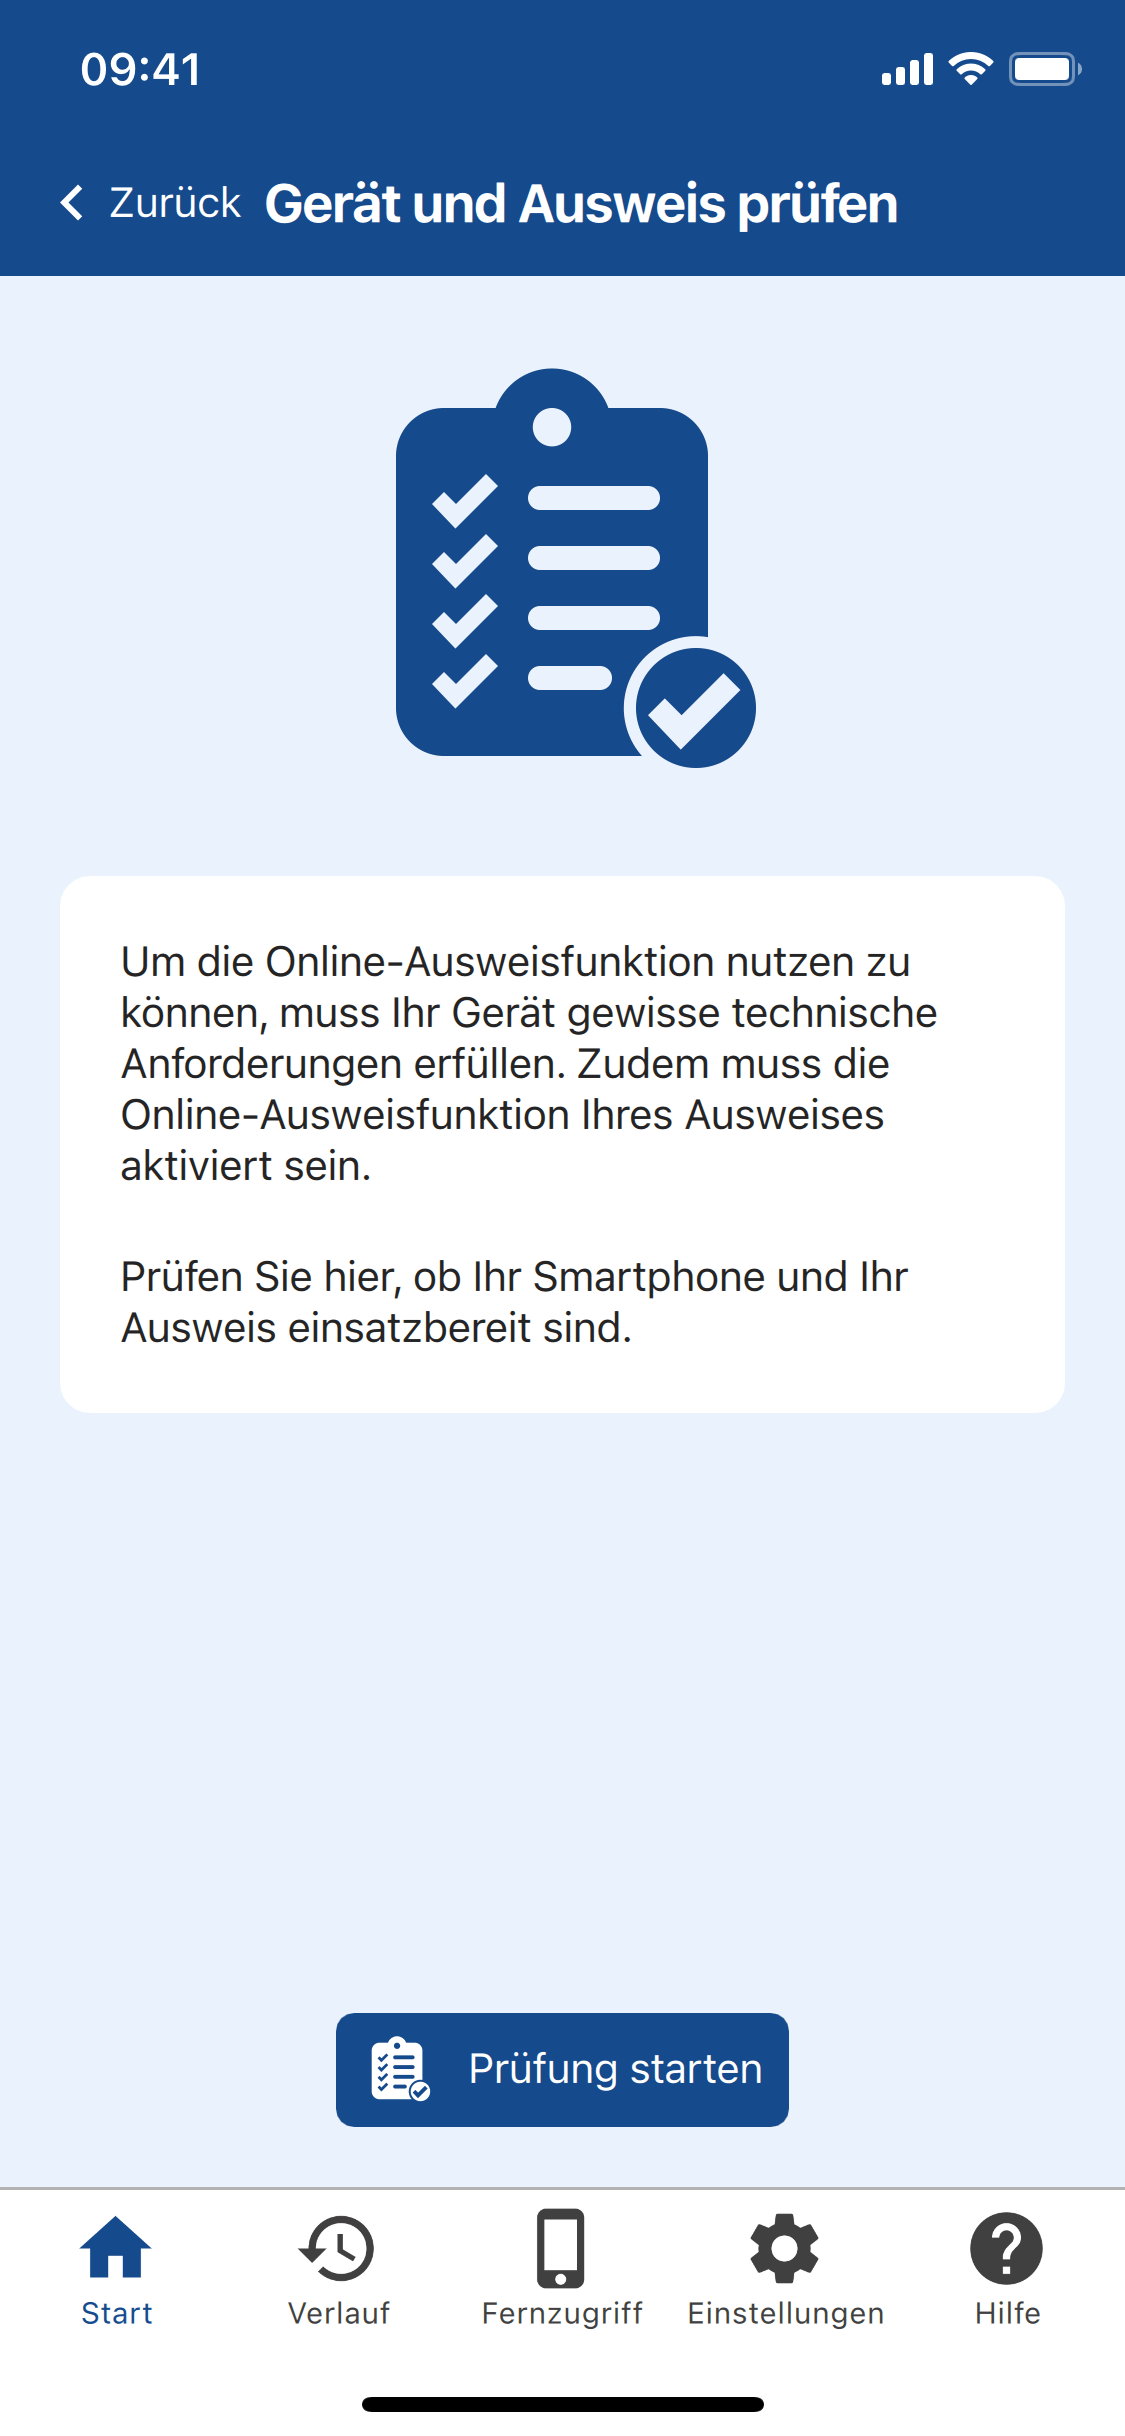 09:41
Zurück Gerät und Ausweis prüfen
Um die Online-Ausweisfunktion nutzen zu
können, muss Ihr Gerät gewisse technische
Anforderungen erfüllen. Zudem muss die
Online-Ausweisfunktion Ihres Ausweises
aktiviert sein.
Prüfen Sie hier, ob Ihr Smartphone und Ihr
Ausweis einsatzbereit sind.
Prüfung starten
Start Verlauf Fernzugriff Einstellungen Hilfe